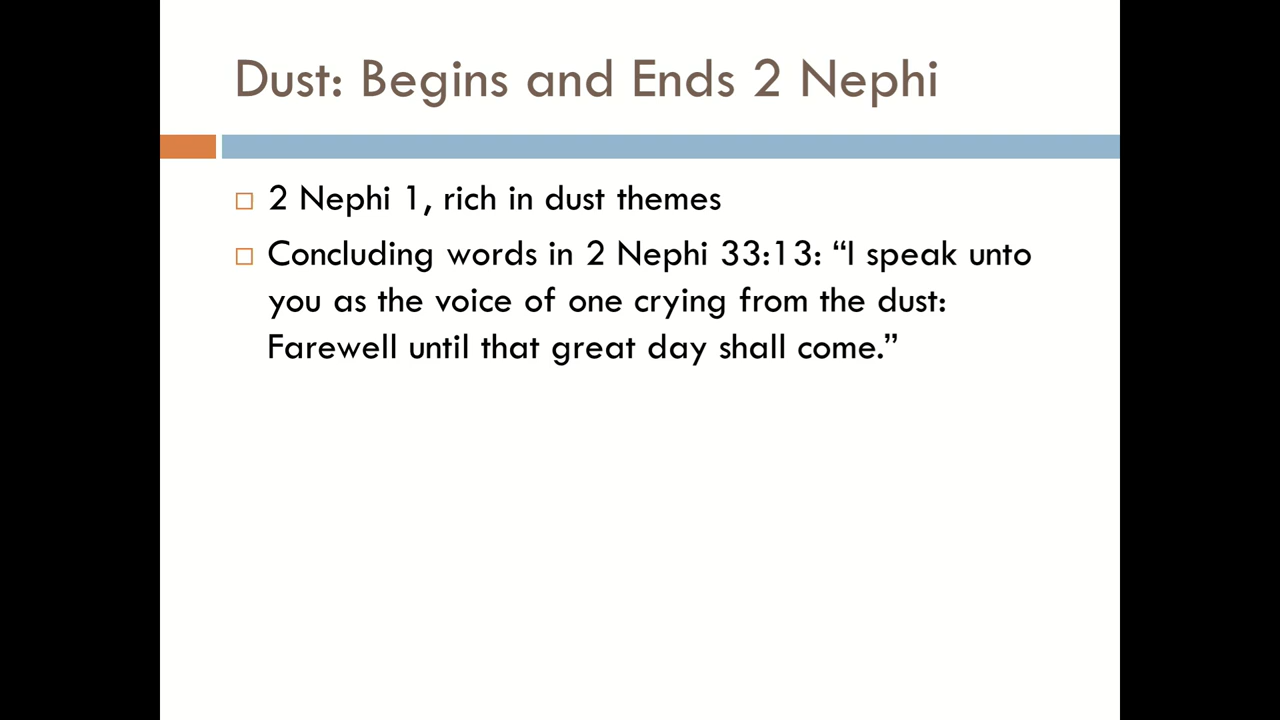 Dust: Begins and Ends 2 Nephi
2 Nephi 1, rich in dust themes
Concluding words in 2 Nephi 33:13: “I speak unto
you as the voice of one crying from the dust:
Farewell until that great day shall come.”